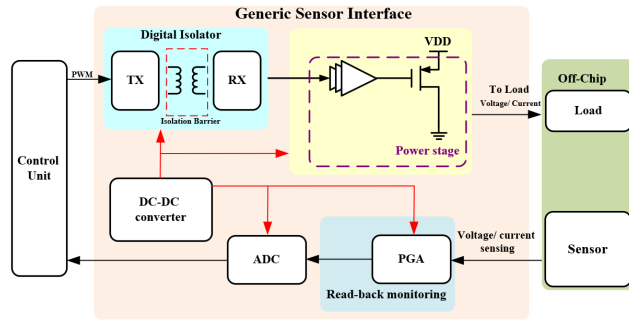 Generic Sensor Interface
Digital Isolator
VDD
PWM
TX
RX
Isolation Barrier
Power stage
To Load
Voltage/ Current
Off-Chip
Load
Control
Unit
DC-DC
converter
ADC
PGA
Read-back monitoring
Voltage/ current
sensing
Sensor